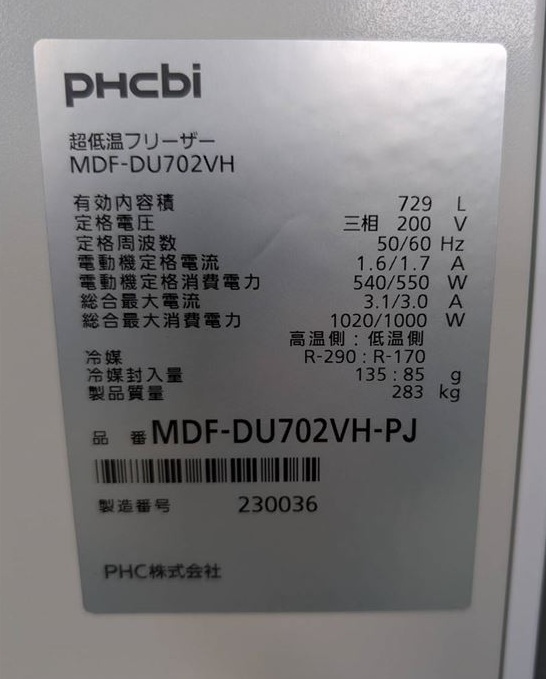 PHCbi
超低温フリーザー
MDF-DU702VH
有効内容積 729 L
定格電圧 三相 200 V
定格周波数 50/60 Hz
電動機定格電流 1.6/1.7 A
電動機定格消費電力 540/550 W
総合最大電流 3.1/3.0 A
総合最大消費電力 1020/1000 W
高温側：低温側
冷媒 R-290：R-170
冷媒封入量 135：85 g
製品質量 283 kg
品 番 MDF-DU702VH-PJ
製造番号 230036
PHC株式会社